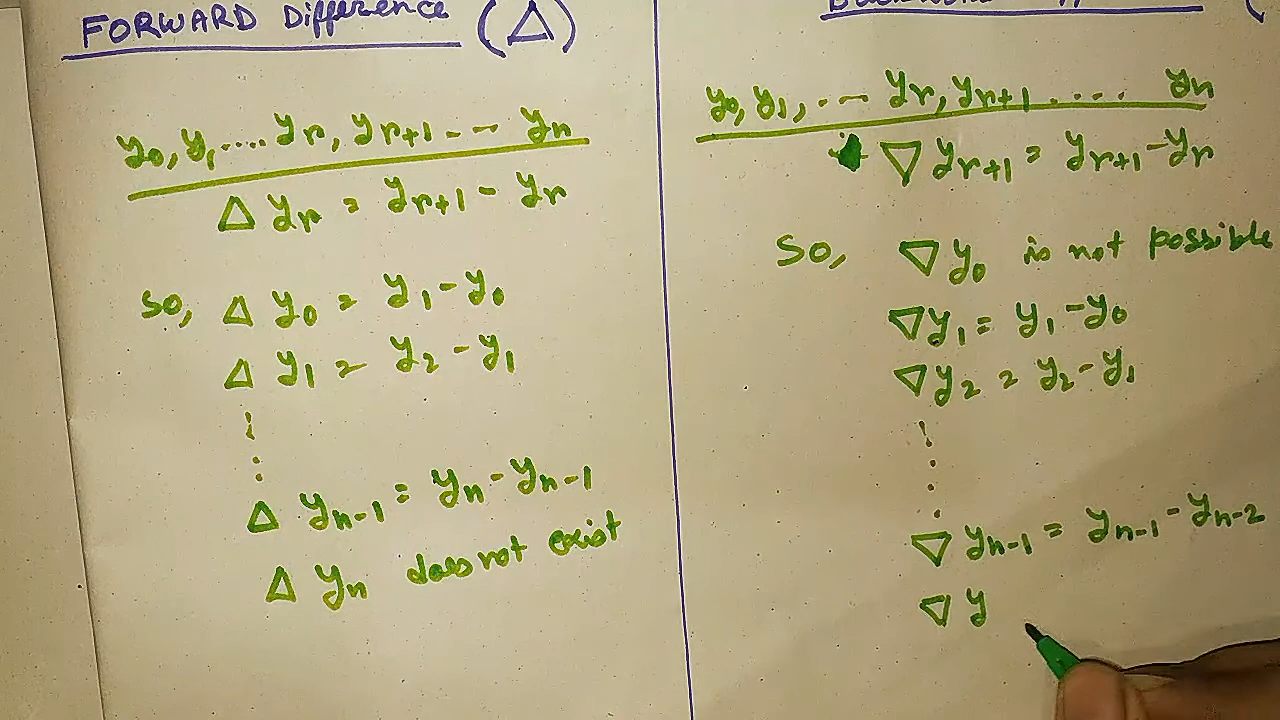 FORWARD Difference (Δ)
y₀, y₁ .... yᵣ, yᵣ₊₁ -- yₙ
Δ yᵣ = yᵣ₊₁ - yᵣ
So, Δ y₀ = y₁ - y₀
Δ y₁ = y₂ - y₁
Δ yₙ₋₁ = yₙ - yₙ₋₁
Δ yₙ does not exist
y₀, y₁, ... yᵣ, yᵣ₊₁ .... yₙ
∇ yᵣ₊₁ = yᵣ₊₁ - yᵣ
So, ∇ y₀ is not possible
∇ y₁ = y₁ - y₀
∇ y₂ = y₂ - y₁
∇ yₙ₋₁ = yₙ₋₁ - yₙ₋₂
∇ y